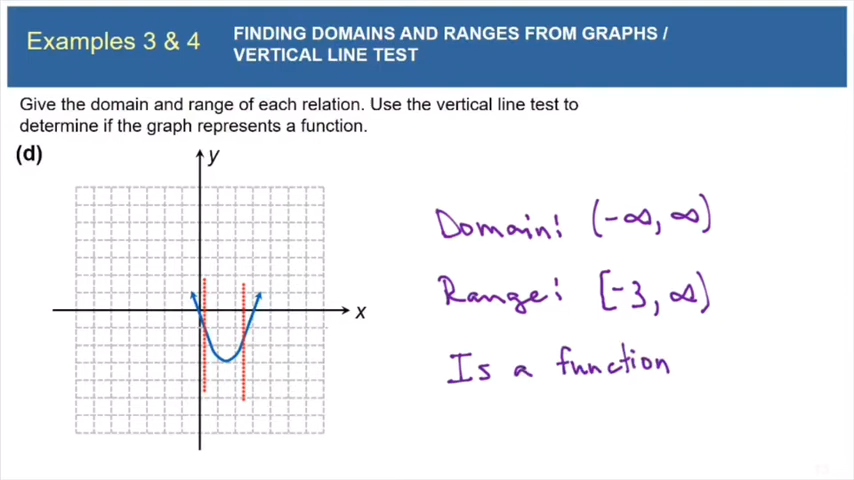 Examples 3 & 4
FINDING DOMAINS AND RANGES FROM GRAPHS /
VERTICAL LINE TEST
Give the domain and range of each relation. Use the vertical line test to
determine if the graph represents a function.
(d)
y
x
Domain: (-∞, ∞)
Range: [-3, ∞)
Is a function